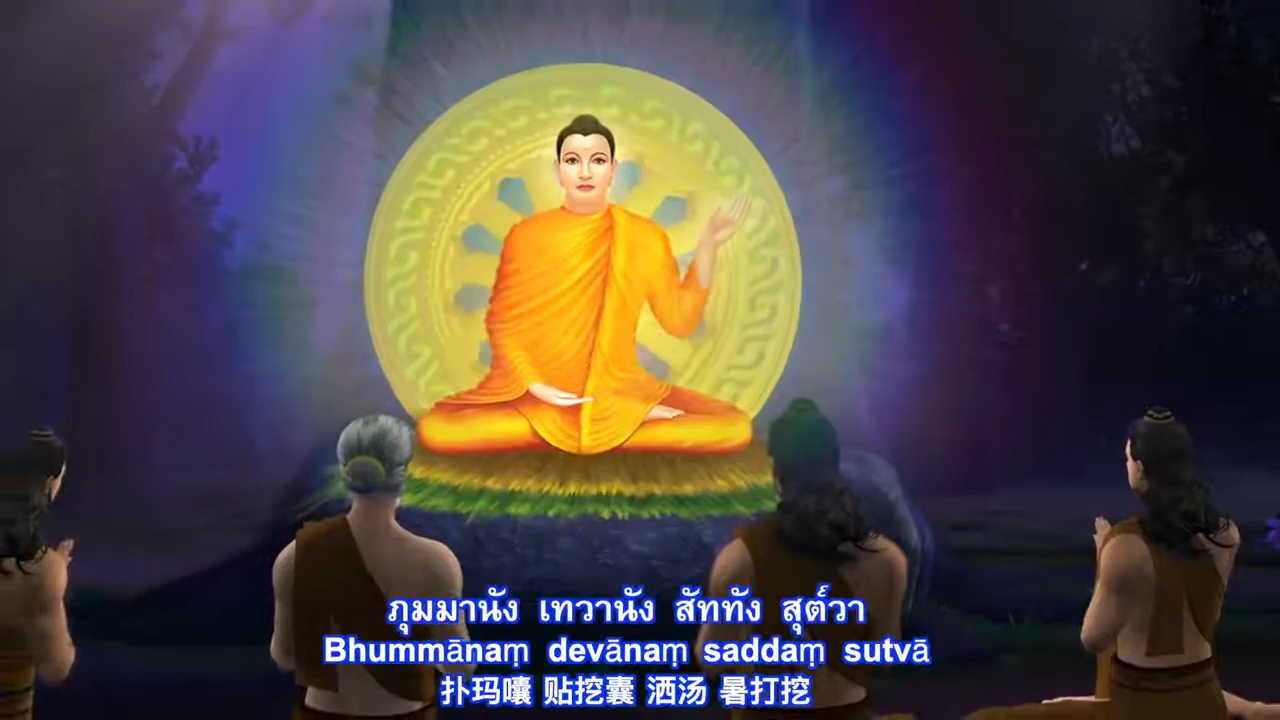 ภุมมานัง เทวานัง สัททัง สุต์วา
Bhummānaṃ devānaṃ saddaṃ sutvā
扑玛嚷 贴挖囊 洒汤 暑打挖